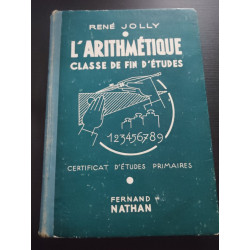 RENÉ JOLLY
L'ARITHMÉTIQUE
CLASSE DE FIN D'ÉTUDES
123456789
CERTIFICAT D'ÉTUDES PRIMAIRES
FERNAND
NATHAN